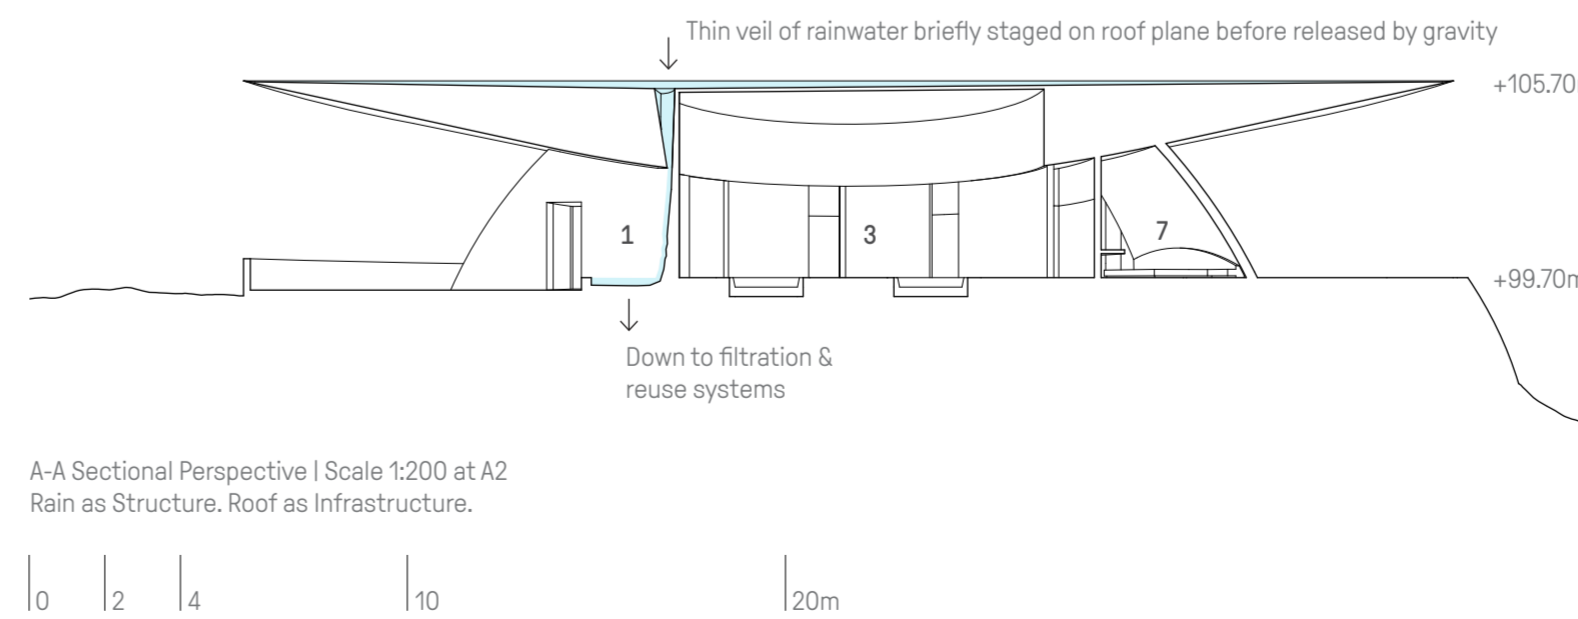 Thin veil of rainwater briefly staged on roof plane before released by gravity
+105.70
1
3
7
+99.70m
Down to filtration &
reuse systems
A-A Sectional Perspective | Scale 1:200 at A2
Rain as Structure. Roof as Infrastructure.
0 2 4 10 20m